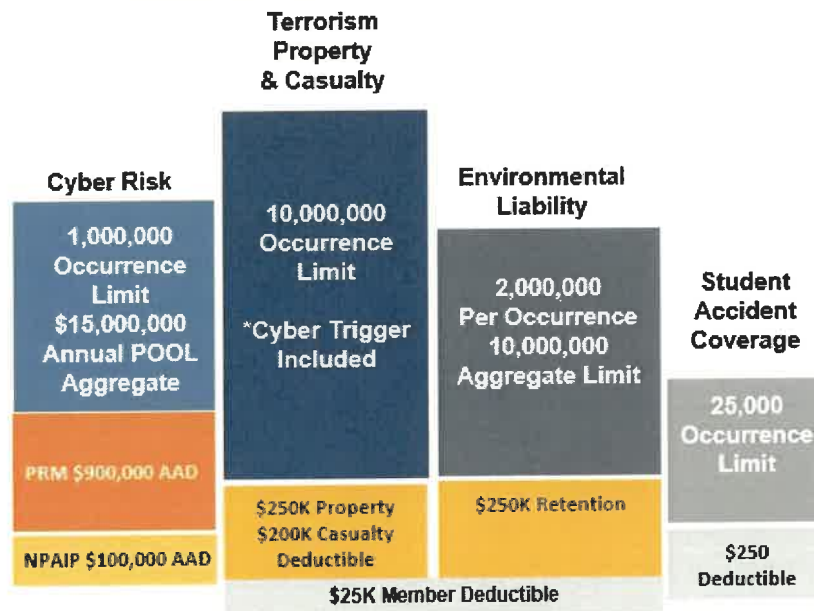 Terrorism
Property
& Casualty
Cyber Risk
1,000,000
Occurrence
Limit
$15,000,000
Annual POOL
Aggregate
PRM $900,000 AAD
NPAIP $100,000 AAD
10,000,000
Occurrence
Limit
*Cyber Trigger
Included
$250K Property
$200K Casualty
Deductible
Environmental
Liability
2,000,000
Per Occurrence
10,000,000
Aggregate Limit
$250K Retention
$25K Member Deductible
Student
Accident
Coverage
25,000
Occurrence
Limit
$250
Deductible